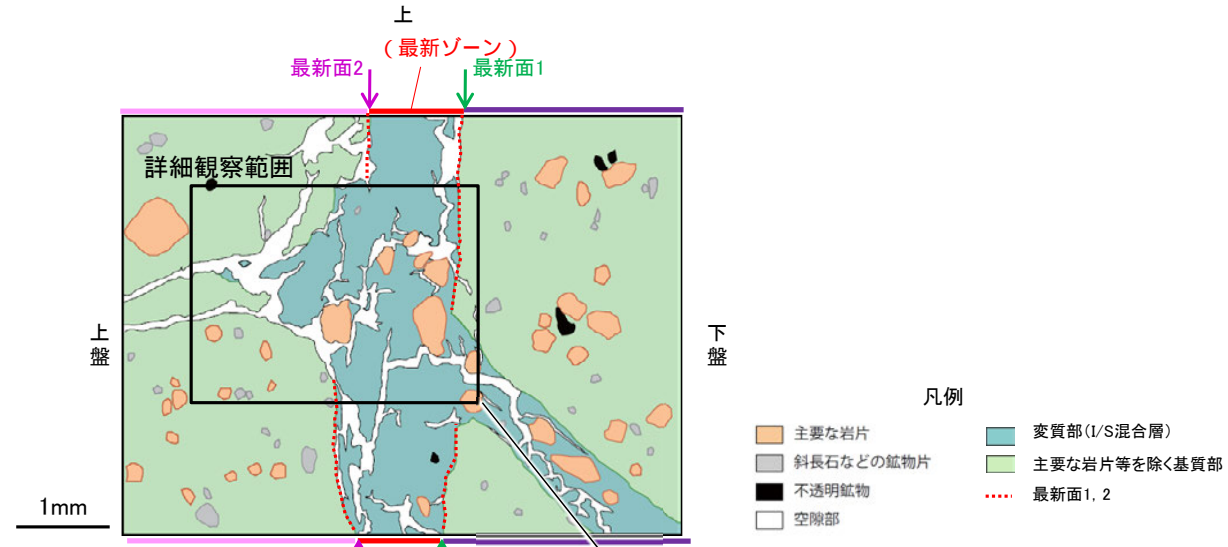 上
（最新ゾーン）
最新面2
最新面1
詳細観察範囲
上盤
下盤
1mm
凡例
主要な岩片
斜長石などの鉱物片
不透明鉱物
空隙部
変質部(I/S混合層)
主要な岩片等を除く基質部
最新面1, 2